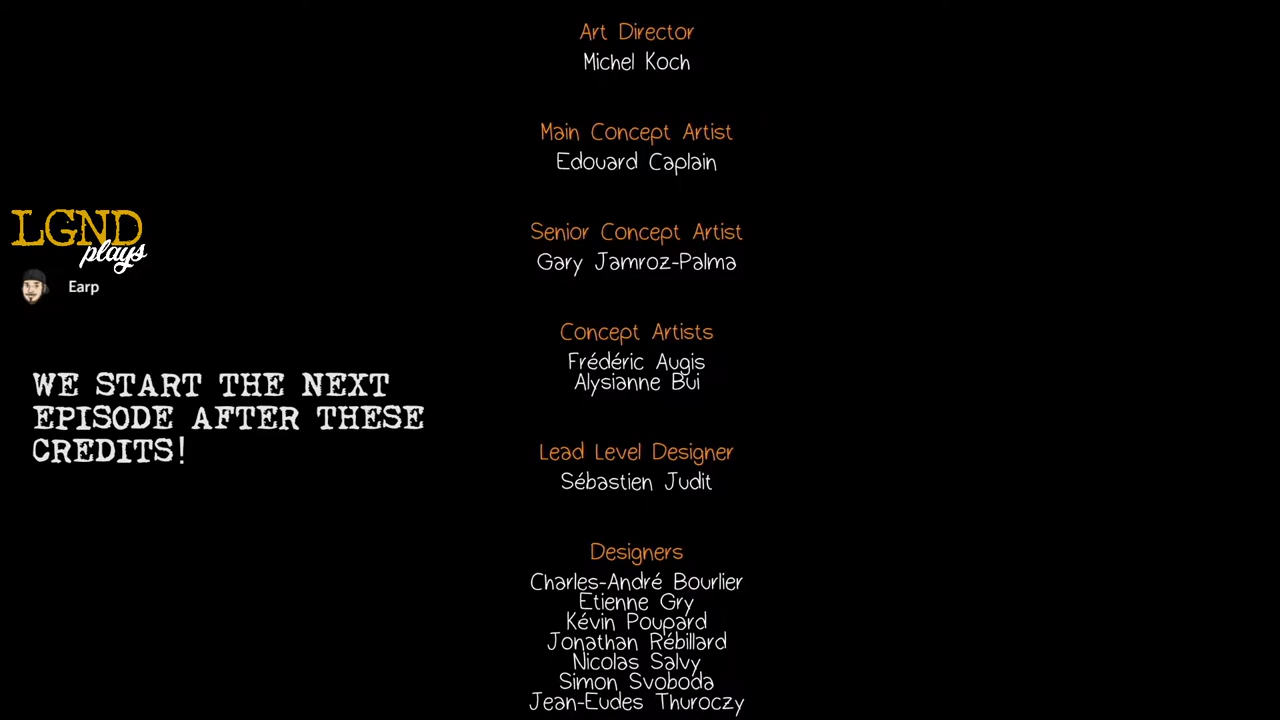 LGND
plays
Earp
WE START THE NEXT
EPISODE AFTER THESE
CREDITS!
Art Director
Michel Koch
Main Concept Artist
Edouard Caplain
Senior Concept Artist
Gary Jamroz-Palma
Concept Artists
Frédéric Augis
Alysianne Bui
Lead Level Designer
Sébastien Judit
Designers
Charles-André Bourlier
Etienne Gry
Kévin Poupard
Jonathan Rébillard
Nicolas Salvy
Simon Svoboda
Jean-Eudes Thuroczy